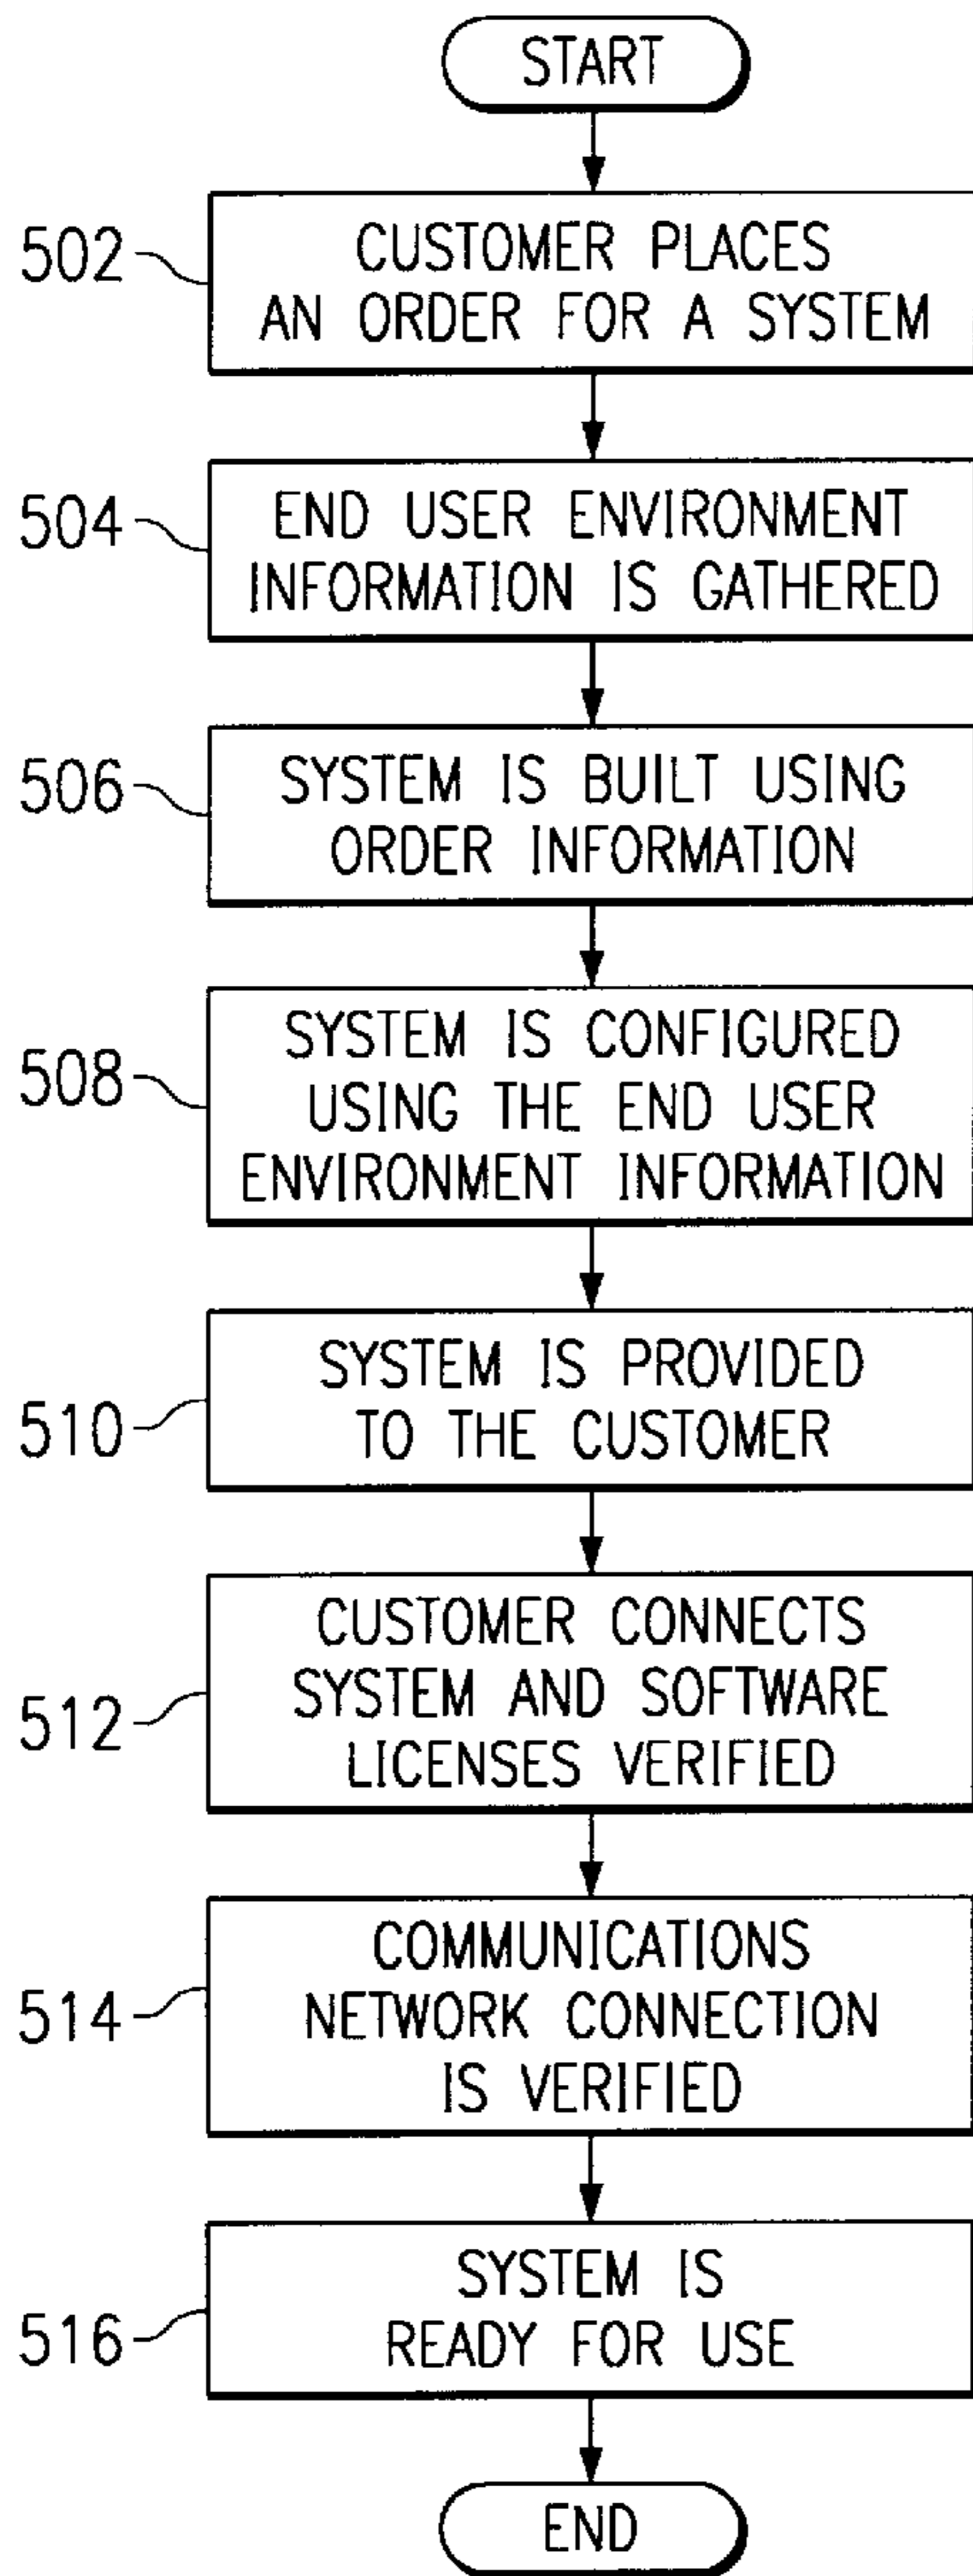 START
502
CUSTOMER PLACES
AN ORDER FOR A SYSTEM
504
END USER ENVIRONMENT
INFORMATION IS GATHERED
506
SYSTEM IS BUILT USING
ORDER INFORMATION
508
SYSTEM IS CONFIGURED
USING THE END USER
ENVIRONMENT INFORMATION
510
SYSTEM IS PROVIDED
TO THE CUSTOMER
512
CUSTOMER CONNECTS
SYSTEM AND SOFTWARE
LICENSES VERIFIED
514
COMMUNICATIONS
NETWORK CONNECTION
IS VERIFIED
516
SYSTEM IS
READY FOR USE
END